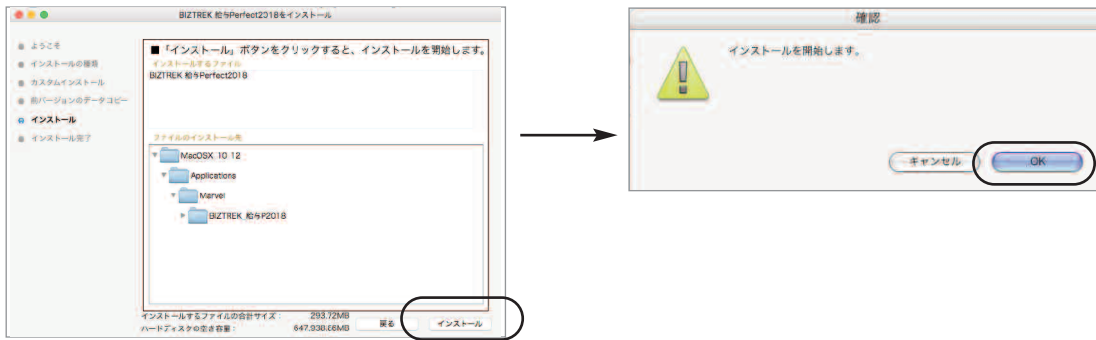 BIZTREK 給与Perfect2018をインストール
ようこそ
インストールの種類
カスタムインストール
前バージョンのデータコピー
インストール
インストール完了
■「インストール」ボタンをクリックすると、インストールを開始します。
インストールするファイル
BIZTREK 給与Perfect2018
ファイルのインストール先
MacOSX 10 12
Applications
Marvel
BIZTREK 給与P2018
インストールするファイルの合計サイズ： 293.72MB
ハードディスクの空き容量： 647,938.66MB
戻る
インストール
確認
インストールを開始します。
キャンセル
OK